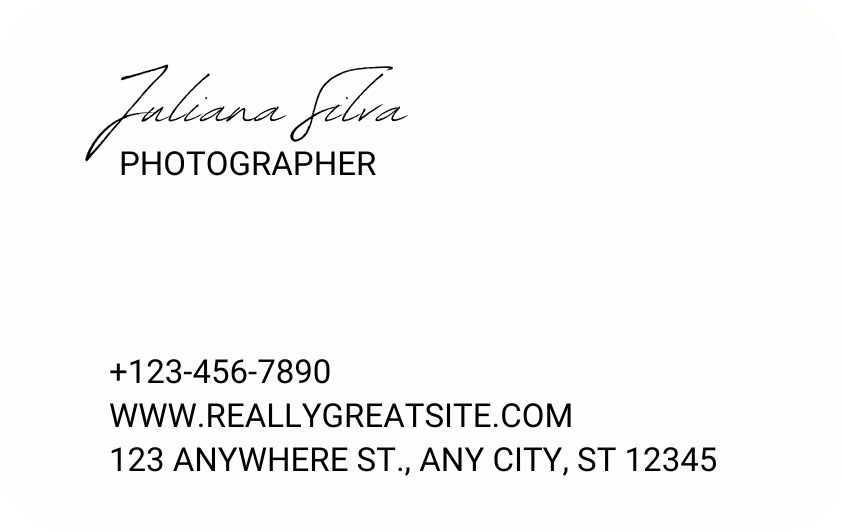 Juliana Silva
PHOTOGRAPHER
+123-456-7890
WWW.REALLYGREATSITE.COM
123 ANYWHERE ST., ANY CITY, ST 12345